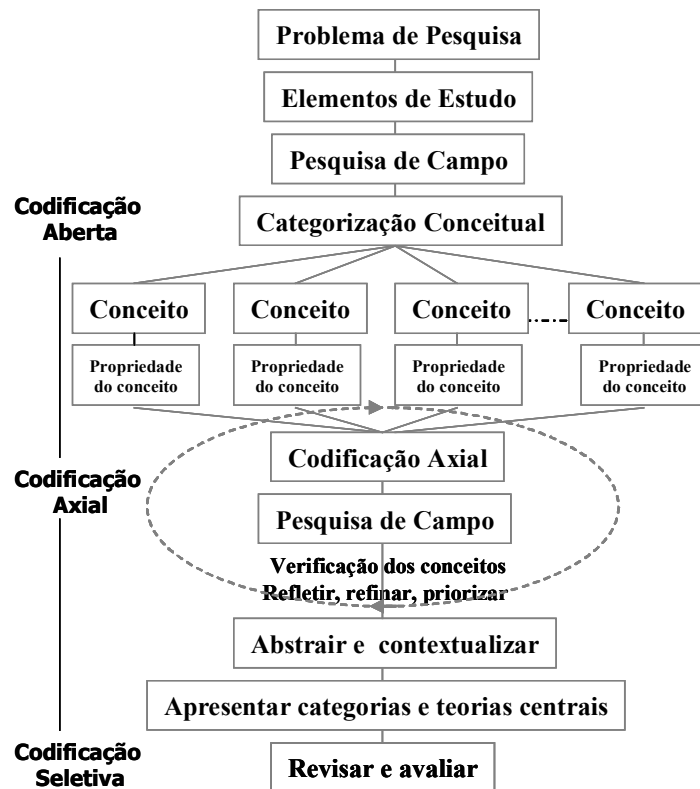 Problema de Pesquisa
Elementos de Estudo
Pesquisa de Campo
Codificação
Aberta
Categorização Conceitual
Conceito
Conceito
Conceito
Conceito
Propriedade
do conceito
Propriedade
do conceito
Propriedade
do conceito
Propriedade
do conceito
Codificação
Axial
Codificação Axial
Pesquisa de Campo
Verificação dos conceitos
Refletir, refinar, priorizar
Abstrair e contextualizar
Apresentar categorias e teorias centrais
Codificação
Seletiva
Revisar e avaliar